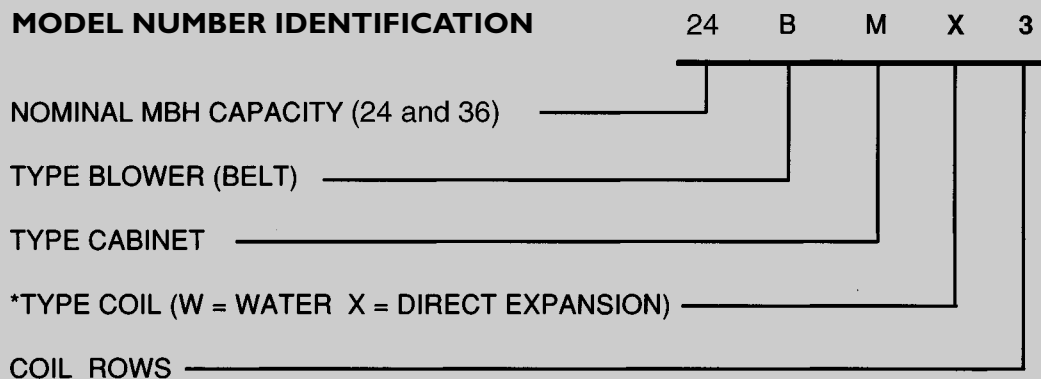 MODEL NUMBER IDENTIFICATION 24 B M X 3
NOMINAL MBH CAPACITY (24 and 36)
TYPE BLOWER (BELT)
TYPE CABINET
*TYPE COIL (W = WATER X = DIRECT EXPANSION)
COIL ROWS